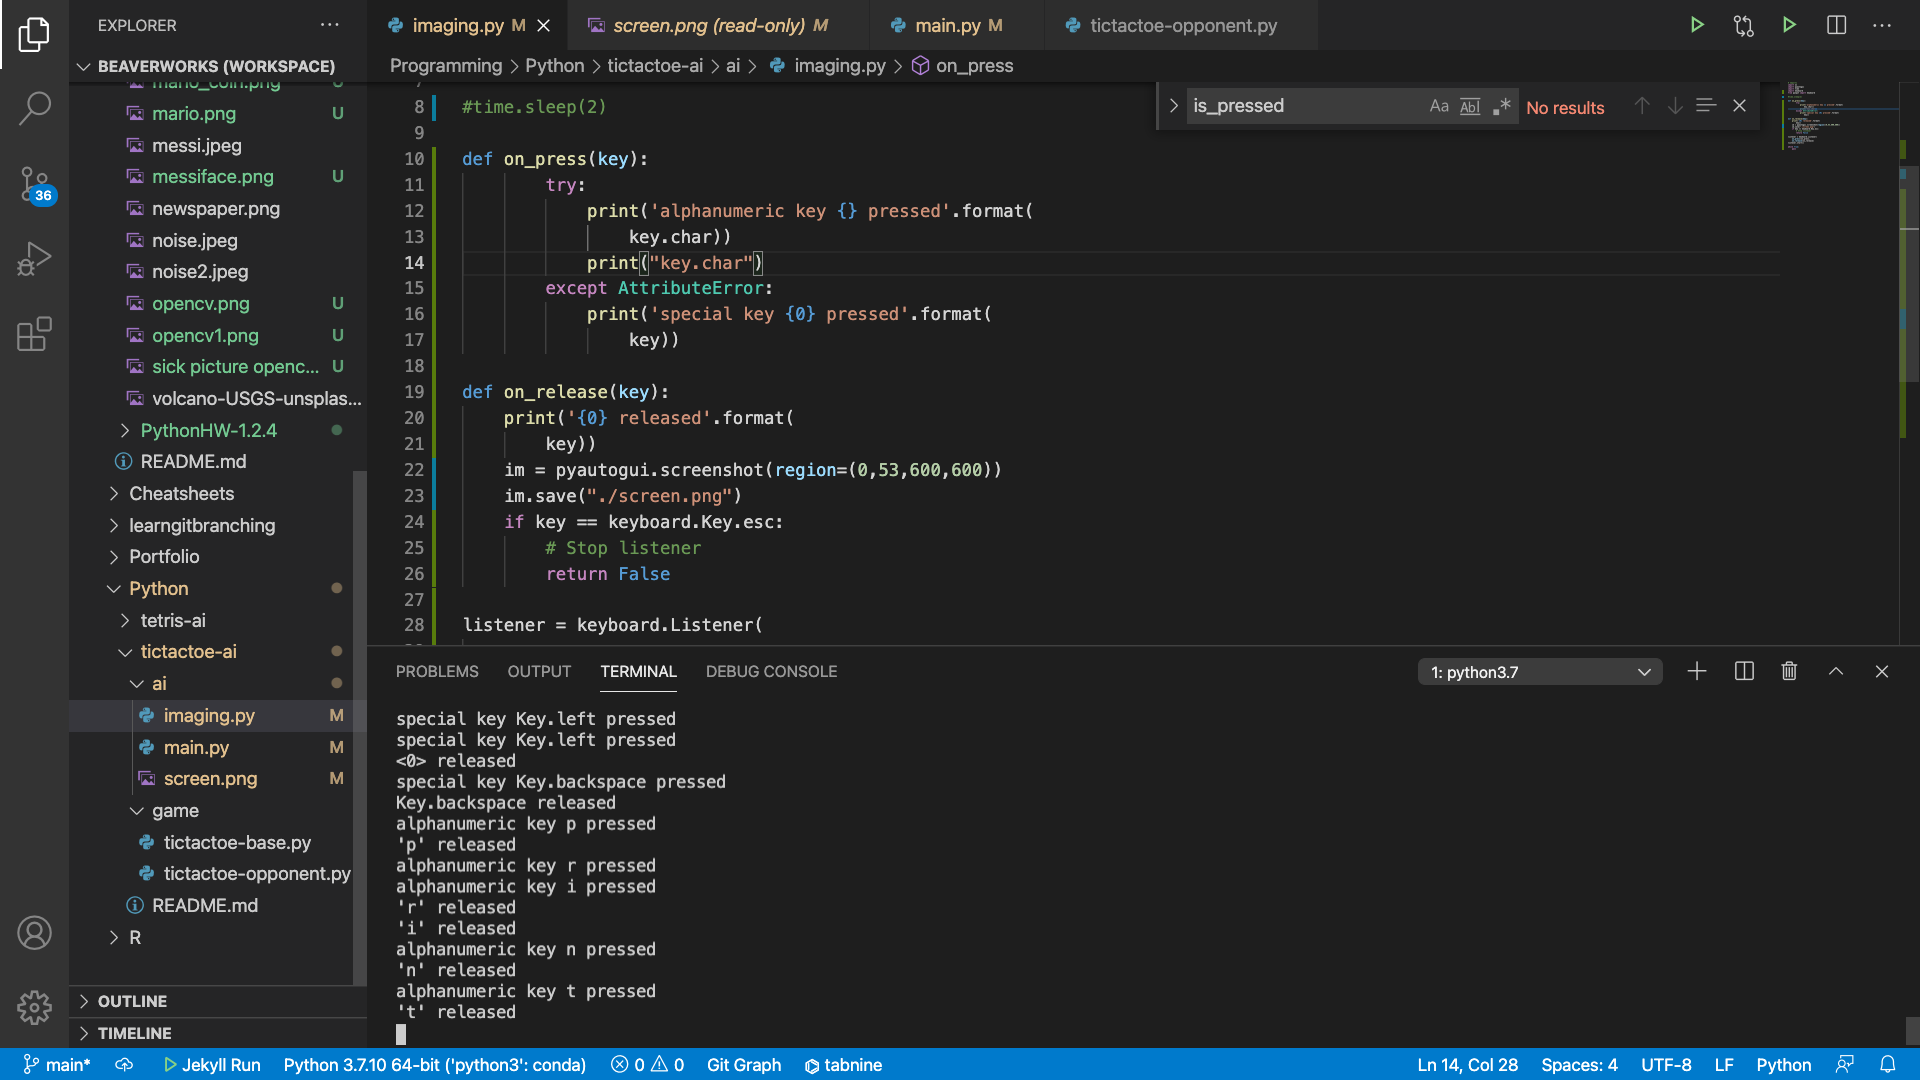 EXPLORER
BEAVERWORKS (WORKSPACE)
mario_coin.png U
mario.png U
messi.jpeg
messiface.png U
newspaper.png
noise.jpeg
noise2.jpeg
opencv.png U
opencv1.png U
sick picture openc... U
volcano-USGS-unsplas...
PythonHW-1.2.4
README.md
Cheatsheets
learngitbranching
Portfolio
Python
tetris-ai
tictactoe-ai
ai
imaging.py M
main.py M
screen.png M
game
tictactoe-base.py
tictactoe-opponent.py
README.md
R
OUTLINE
TIMELINE
36
imaging.py M
screen.png (read-only) M
main.py M
tictactoe-opponent.py
Programming > Python > tictactoe-ai > ai > imaging.py > on_press
is_pressed Aa Abl .* No results
7
8 #time.sleep(2)
9
10 def on_press(key):
11 try:
12 print('alphanumeric key {} pressed'.format(
13 key.char))
14 print("key.char")
15 except AttributeError:
16 print('special key {0} pressed'.format(
17 key))
18
19 def on_release(key):
20 print('{0} released'.format(
21 key))
22 im = pyautogui.screenshot(region=(0,53,600,600))
23 im.save("./screen.png")
24 if key == keyboard.Key.esc:
25 # Stop listener
26 return False
27
28 listener = keyboard.Listener(
PROBLEMS OUTPUT TERMINAL DEBUG CONSOLE
1: python3.7
special key Key.left pressed
special key Key.left pressed
<0> released
special key Key.backspace pressed
Key.backspace released
alphanumeric key p pressed
'p' released
alphanumeric key r pressed
alphanumeric key i pressed
'r' released
'i' released
alphanumeric key n pressed
'n' released
alphanumeric key t pressed
't' released
main* Jekyll Run Python 3.7.10 64-bit ('python3': conda) 0 0 Git Graph tabnine
Ln 14, Col 28 Spaces: 4 UTF-8 LF Python